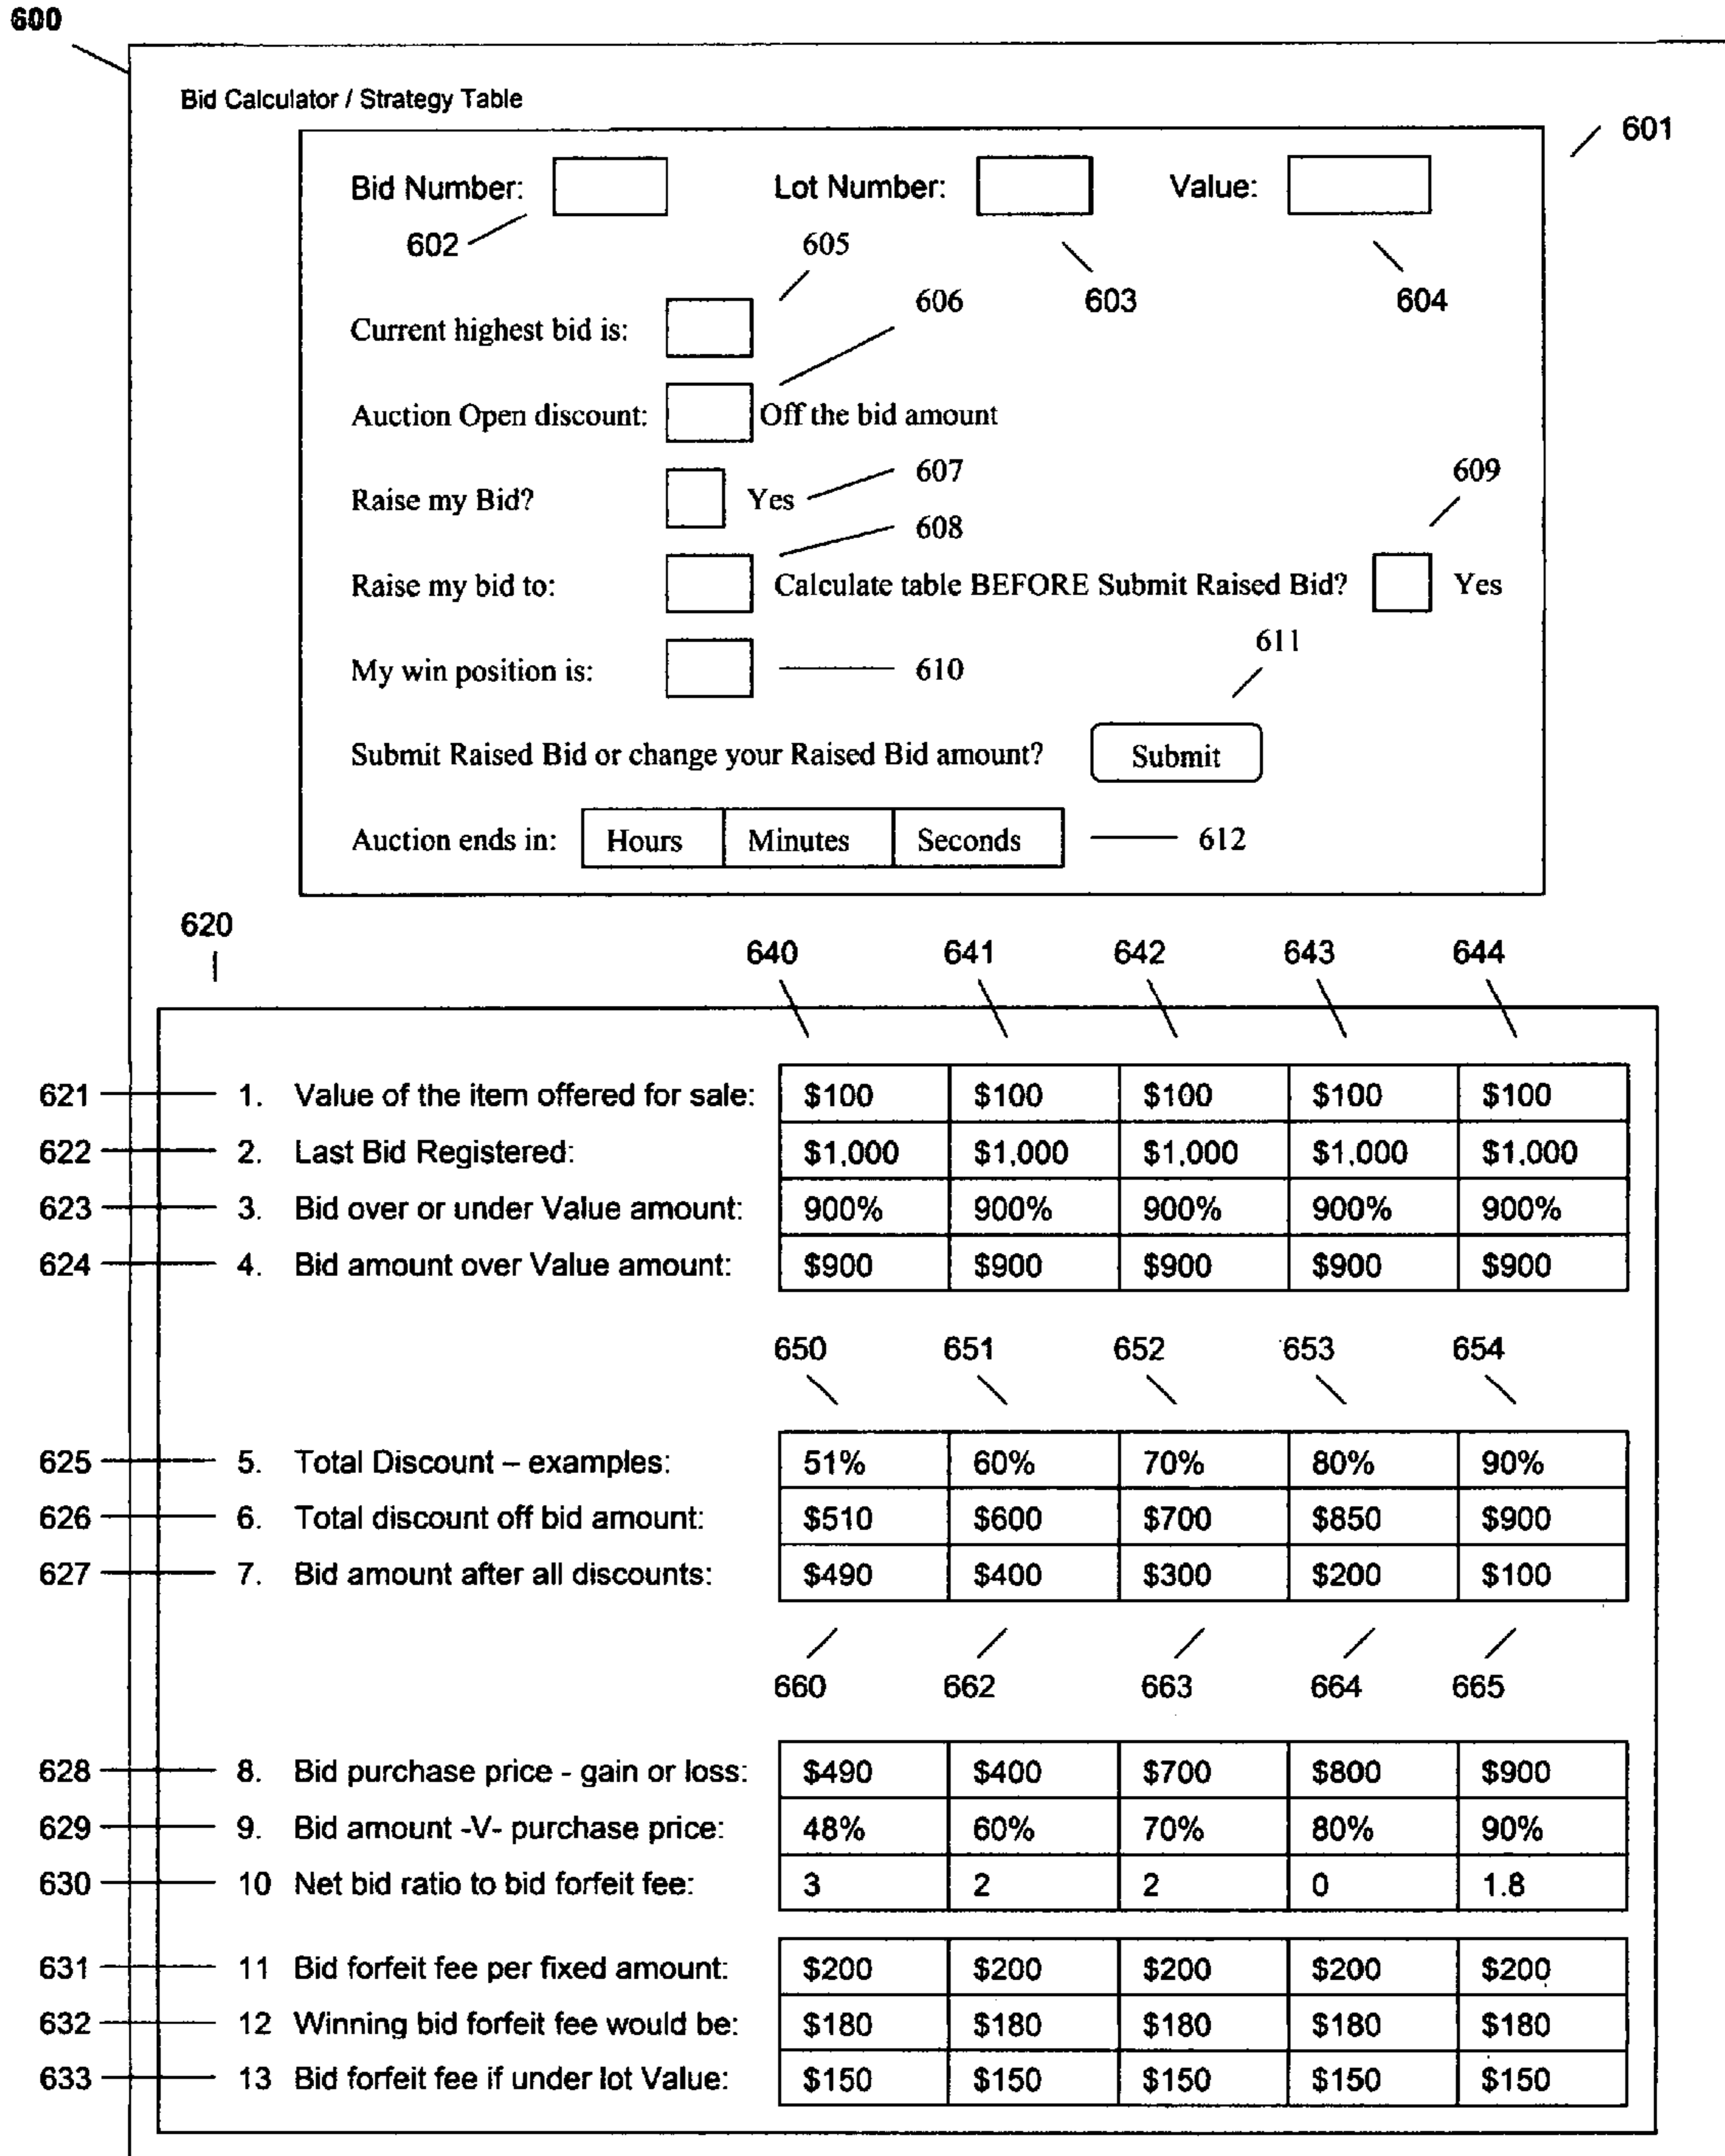 600
Bid Calculator / Strategy Table
601
Bid Number: Lot Number: Value:
602 605
603 604
606
Current highest bid is:
Auction Open discount: Off the bid amount
607 609
Raise my Bid? Yes
608
Raise my bid to: Calculate table BEFORE Submit Raised Bid? Yes
611
My win position is: 610
Submit Raised Bid or change your Raised Bid amount? Submit
Auction ends in: Hours Minutes Seconds 612
620
640 641 642 643 644
621 1. Value of the item offered for sale: $100 $100 $100 $100 $100
622 2. Last Bid Registered: $1,000 $1,000 $1,000 $1,000 $1,000
623 3. Bid over or under Value amount: 900% 900% 900% 900% 900%
624 4. Bid amount over Value amount: $900 $900 $900 $900 $900
650 651 652 653 654
625 5. Total Discount – examples: 51% 60% 70% 80% 90%
626 6. Total discount off bid amount: $510 $600 $700 $850 $900
627 7. Bid amount after all discounts: $490 $400 $300 $200 $100
660 662 663 664 665
628 8. Bid purchase price - gain or loss: $490 $400 $700 $800 $900
629 9. Bid amount -V- purchase price: 48% 60% 70% 80% 90%
630 10 Net bid ratio to bid forfeit fee: 3 2 2 0 1.8
631 11 Bid forfeit fee per fixed amount: $200 $200 $200 $200 $200
632 12 Winning bid forfeit fee would be: $180 $180 $180 $180 $180
633 13 Bid forfeit fee if under lot Value: $150 $150 $150 $150 $150